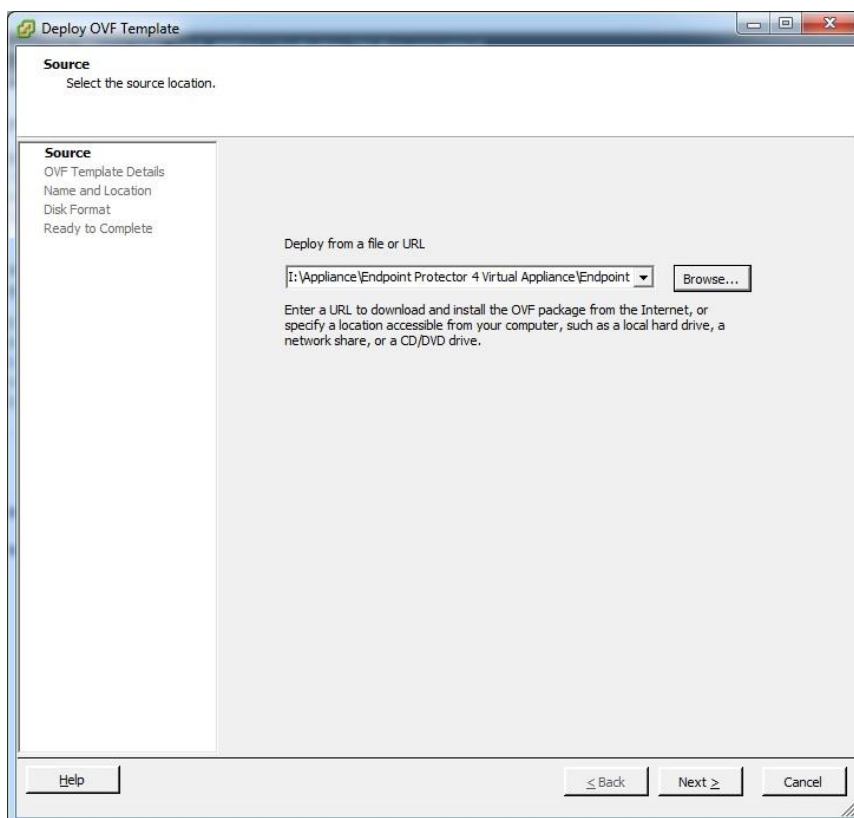 Deploy OVF Template
Source
Select the source location.
Source
OVF Template Details
Name and Location
Disk Format
Ready to Complete
Deploy from a file or URL
I:\Appliance\Endpoint Protector 4 Virtual Appliance\Endpoint
Browse...
Enter a URL to download and install the OVF package from the Internet, or
specify a location accessible from your computer, such as a local hard drive, a
network share, or a CD/DVD drive.
Help
< Back
Next >
Cancel